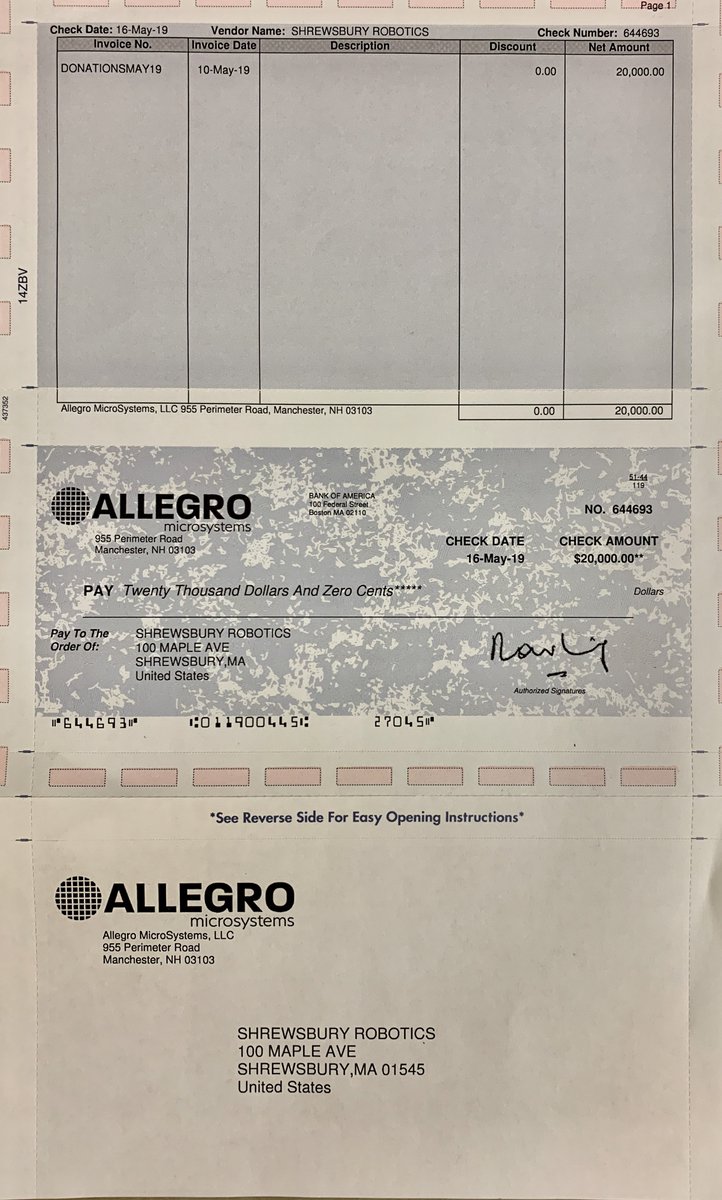 Page 1
Check Date: 16-May-19 Vendor Name: SHREWSBURY ROBOTICS Check Number: 644693
Invoice No. Invoice Date Description Discount Net Amount
DONATIONSMAY19 10-May-19 0.00 20,000.00
14ZBV
437352
Allegro MicroSystems, LLC 955 Perimeter Road, Manchester, NH 03103 0.00 20,000.00
ALLEGRO
microsystems
955 Perimeter Road
Manchester, NH 03103
BANK OF AMERICA
100 Federal Street
Boston MA 02110
51-44
119
NO. 644693
CHECK DATE CHECK AMOUNT
16-May-19 $20,000.00**
PAY Twenty Thousand Dollars And Zero Cents***** Dollars
Pay To The
Order Of:
SHREWSBURY ROBOTICS
100 MAPLE AVE
SHREWSBURY,MA
United States
Authorized Signatures
⑈644693⑈ ⑆011900445⑆ 27045⑈
*See Reverse Side For Easy Opening Instructions*
ALLEGRO
microsystems
Allegro MicroSystems, LLC
955 Perimeter Road
Manchester, NH 03103
SHREWSBURY ROBOTICS
100 MAPLE AVE
SHREWSBURY,MA 01545
United States